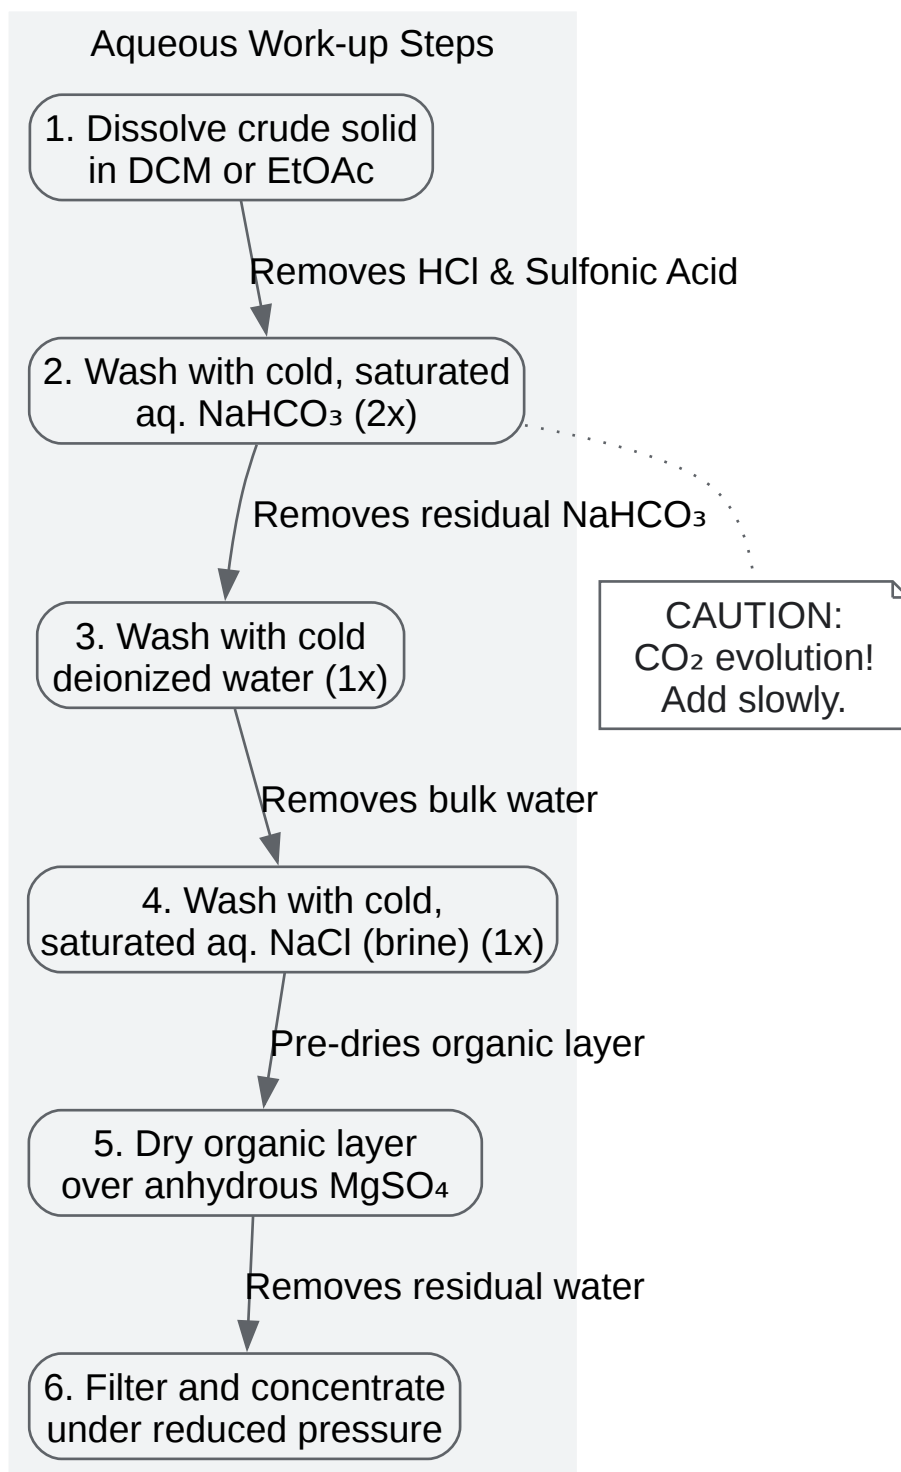 Aqueous Work-up Steps
1. Dissolve crude solid
in DCM or EtOAc
Removes HCl & Sulfonic Acid
2. Wash with cold, saturated
aq. NaHCO₃ (2x)
Removes residual NaHCO₃
CAUTION:
CO₂ evolution!
Add slowly.
3. Wash with cold
deionized water (1x)
Removes bulk water
4. Wash with cold,
saturated aq. NaCl (brine) (1x)
Pre-dries organic layer
5. Dry organic layer
over anhydrous MgSO₄
Removes residual water
6. Filter and concentrate
under reduced pressure